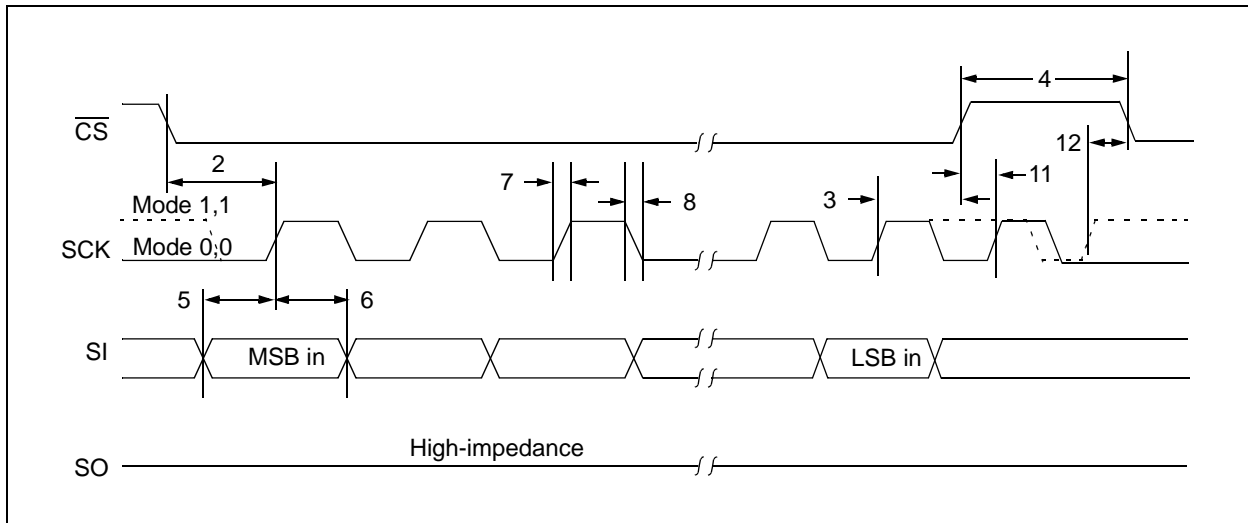 4
CS
12
2
7
11
Mode 1,1
8
3
SCK
Mode 0,0
5
6
SI
MSB in
LSB in
High-impedance
SO